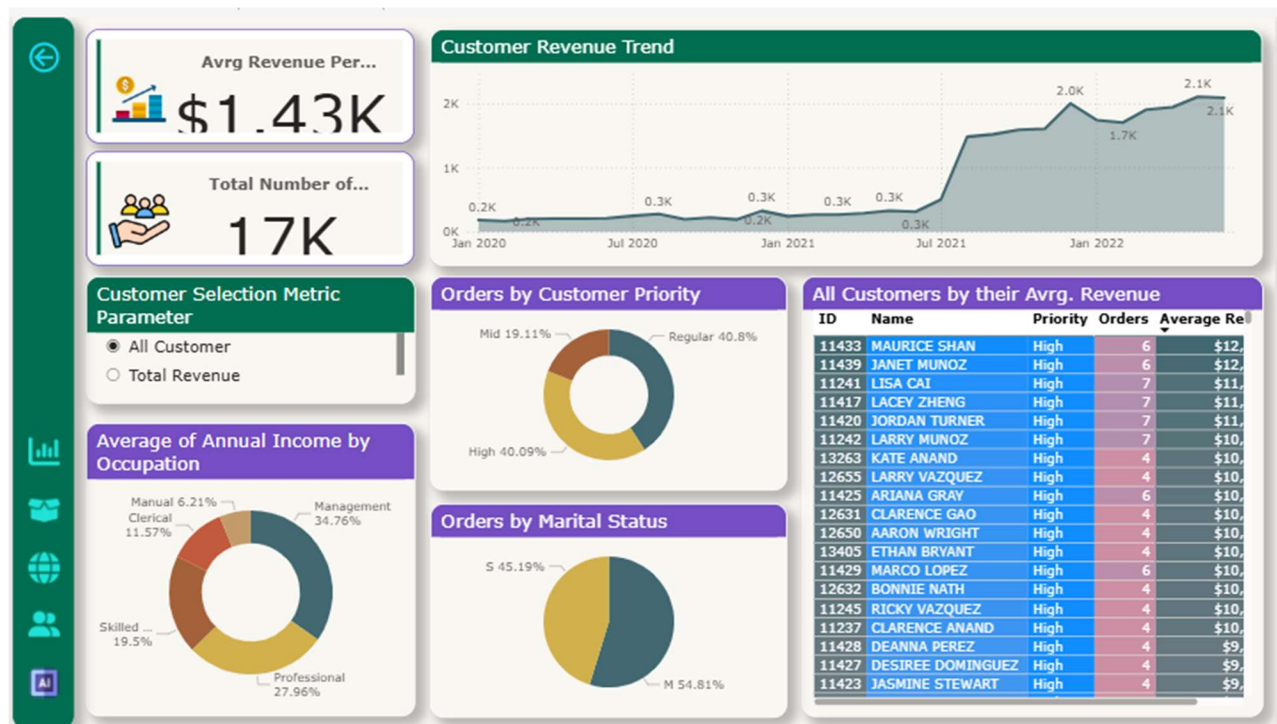 Avrg Revenue Per...
$1.43K
Total Number of...
17K
Customer Revenue Trend
2K
1K
0K
0.2K
0.2K
0.3K
0.3K
0.2K
0.3K
0.3K
0.3K
2.0K
1.7K
2.1K
2.1K
Jan 2020
Jul 2020
Jan 2021
Jul 2021
Jan 2022
Customer Selection Metric
Parameter
All Customer
Total Revenue
Average of Annual Income by
Occupation
Manual 6.21%
Clerical
11.57%
Management
34.76%
Skilled ...
19.5%
Professional
27.96%
Orders by Customer Priority
Mid 19.11%
Regular 40.8%
High 40.09%
Orders by Marital Status
S 45.19%
M 54.81%
All Customers by their Avrg. Revenue
ID Name Priority Orders Average Re
11433 MAURICE SHAN High 6 $12,
11439 JANET MUNOZ High 6 $12,
11241 LISA CAI High 7 $11,
11417 LACEY ZHENG High 7 $11,
11420 JORDAN TURNER High 7 $11,
11242 LARRY MUNOZ High 7 $10,
13263 KATE ANAND High 4 $10,
12655 LARRY VAZQUEZ High 4 $10,
11425 ARIANA GRAY High 6 $10,
12631 CLARENCE GAO High 4 $10,
12650 AARON WRIGHT High 4 $10,
13405 ETHAN BRYANT High 4 $10,
11429 MARCO LOPEZ High 6 $10,
12632 BONNIE NATH High 4 $10,
11245 RICKY VAZQUEZ High 4 $10,
11237 CLARENCE ANAND High 4 $10,
11428 DEANNA PEREZ High 4 $9,
11427 DESIREE DOMINGUEZ High 4 $9,
11423 JASMINE STEWART High 4 $9,
AI